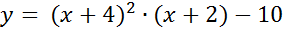 y = (x + 4)² · (x + 2) − 10